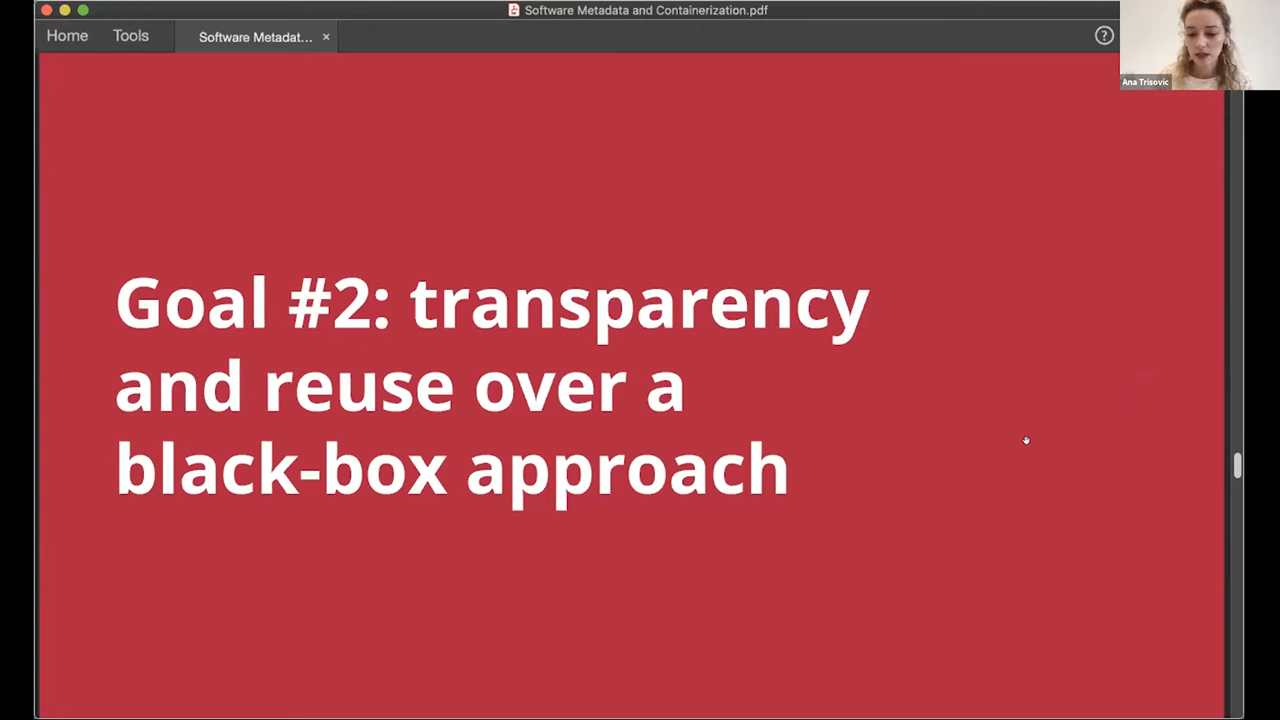 Software Metadata and Containerization.pdf
Home
Tools
Software Metadat...
×
?
Ana Trisovic
Goal #2: transparency
and reuse over a
black-box approach